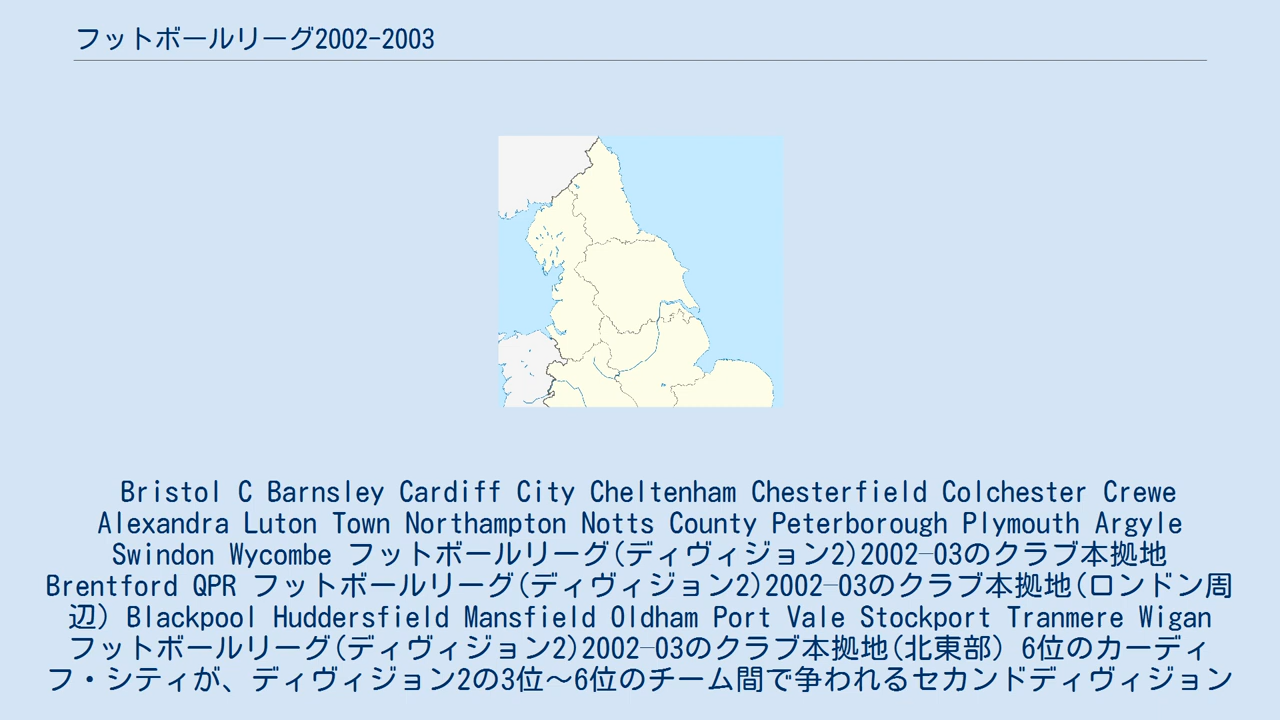 フットボールリーグ2002-2003
Bristol C Barnsley Cardiff City Cheltenham Chesterfield Colchester Crewe
Alexandra Luton Town Northampton Notts County Peterborough Plymouth Argyle
Swindon Wycombe フットボールリーグ(ディヴィジョン2)2002–03のクラブ本拠地
Brentford QPR フットボールリーグ(ディヴィジョン2)2002–03のクラブ本拠地(ロンドン周
辺) Blackpool Huddersfield Mansfield Oldham Port Vale Stockport Tranmere Wigan
フットボールリーグ(ディヴィジョン2)2002–03のクラブ本拠地(北東部) 6位のカーディ
フ・シティが、ディヴィジョン2の3位～6位のチーム間で争われるセカンドディヴィジョン